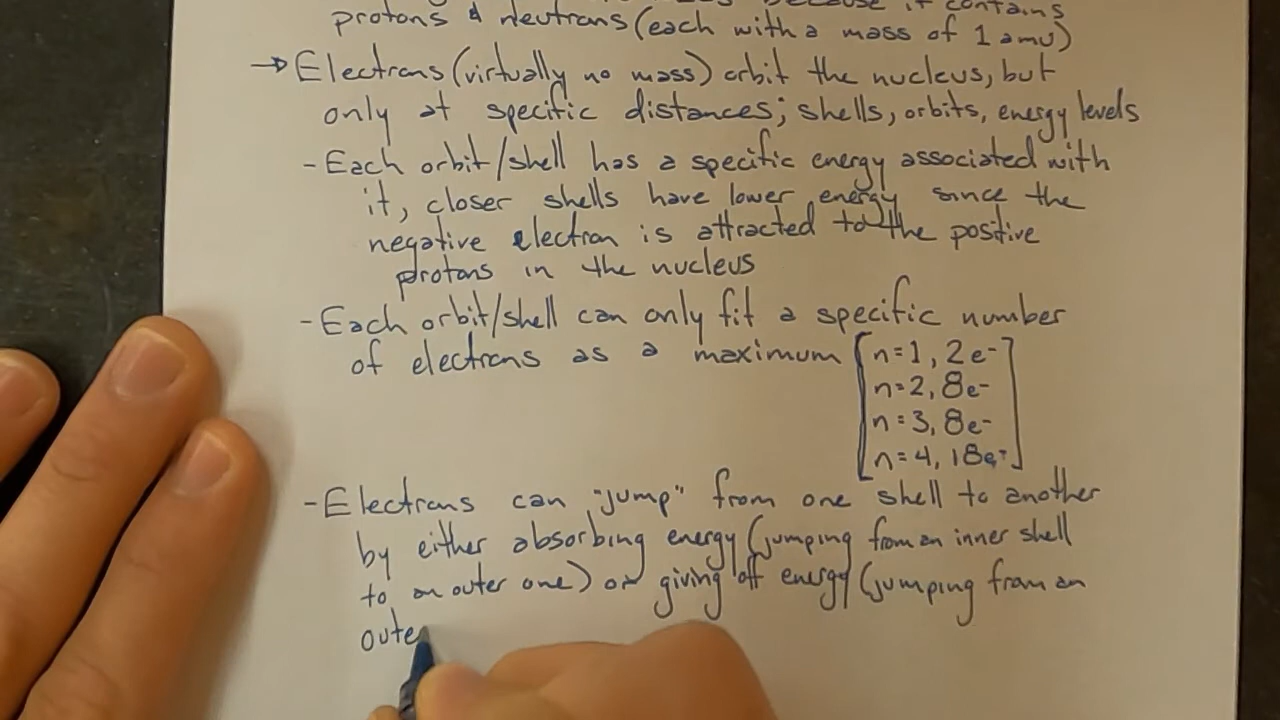 because it contains
protons & neutrons (each with a mass of 1 amu)
→ Electrons (virtually no mass) orbit the nucleus, but
only at specific distances; shells, orbits, energy levels
- Each orbit/shell has a specific energy associated with
it, closer shells have lower energy since the
negative electron is attracted to the positive
protons in the nucleus
- Each orbit/shell can only fit a specific number
of electrons as a maximum [n=1, 2e⁻]
n=2, 8e⁻
n=3, 8e⁻
n=4, 18e⁻
- Electrons can "jump" from one shell to another
by either absorbing energy (jumping from an inner shell
to an outer one) or giving off energy (jumping from an
oute